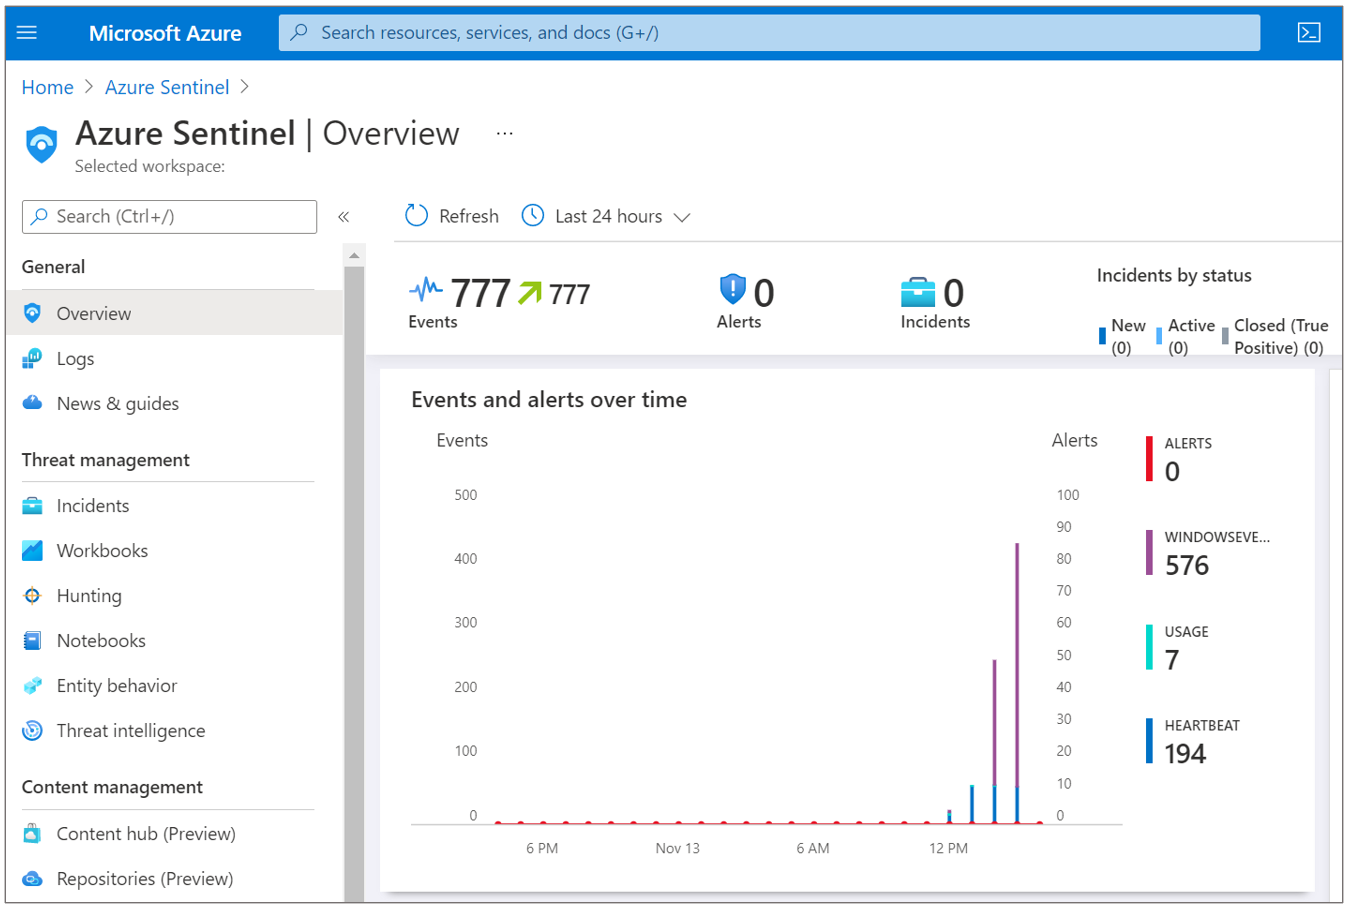 Microsoft Azure
Search resources, services, and docs (G+/)
Home > Azure Sentinel >
Azure Sentinel | Overview ...
Selected workspace:
Search (Ctrl+/) «
Refresh Last 24 hours
General
Overview
Logs
News & guides
Threat management
Incidents
Workbooks
Hunting
Notebooks
Entity behavior
Threat intelligence
Content management
Content hub (Preview)
Repositories (Preview)
777 777
Events
0
Alerts
0
Incidents
Incidents by status
New (0)
Active (0)
Closed (True
Positive) (0)
Events and alerts over time
Events
Alerts
500
400
300
200
100
0
100
90
80
70
60
50
40
30
20
10
0
6 PM Nov 13 6 AM 12 PM
ALERTS
0
WINDOWSEVE...
576
USAGE
7
HEARTBEAT
194